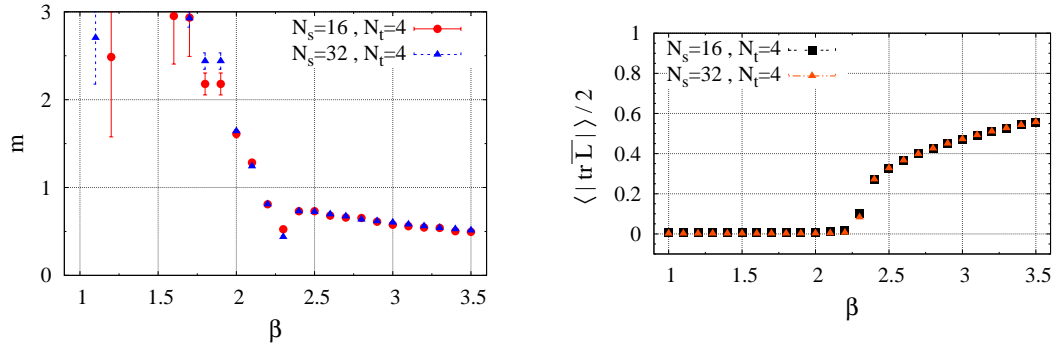 N_s=16 , N_t=4
N_s=32 , N_t=4
3
2
1
0
m
1
1.5
2
2.5
3
3.5
β
N_s=16 , N_t=4
N_s=32 , N_t=4
1
0.8
0.6
0.4
0.2
0
⟨ | tr L̅ | ⟩ / 2
1
1.5
2
2.5
3
3.5
β